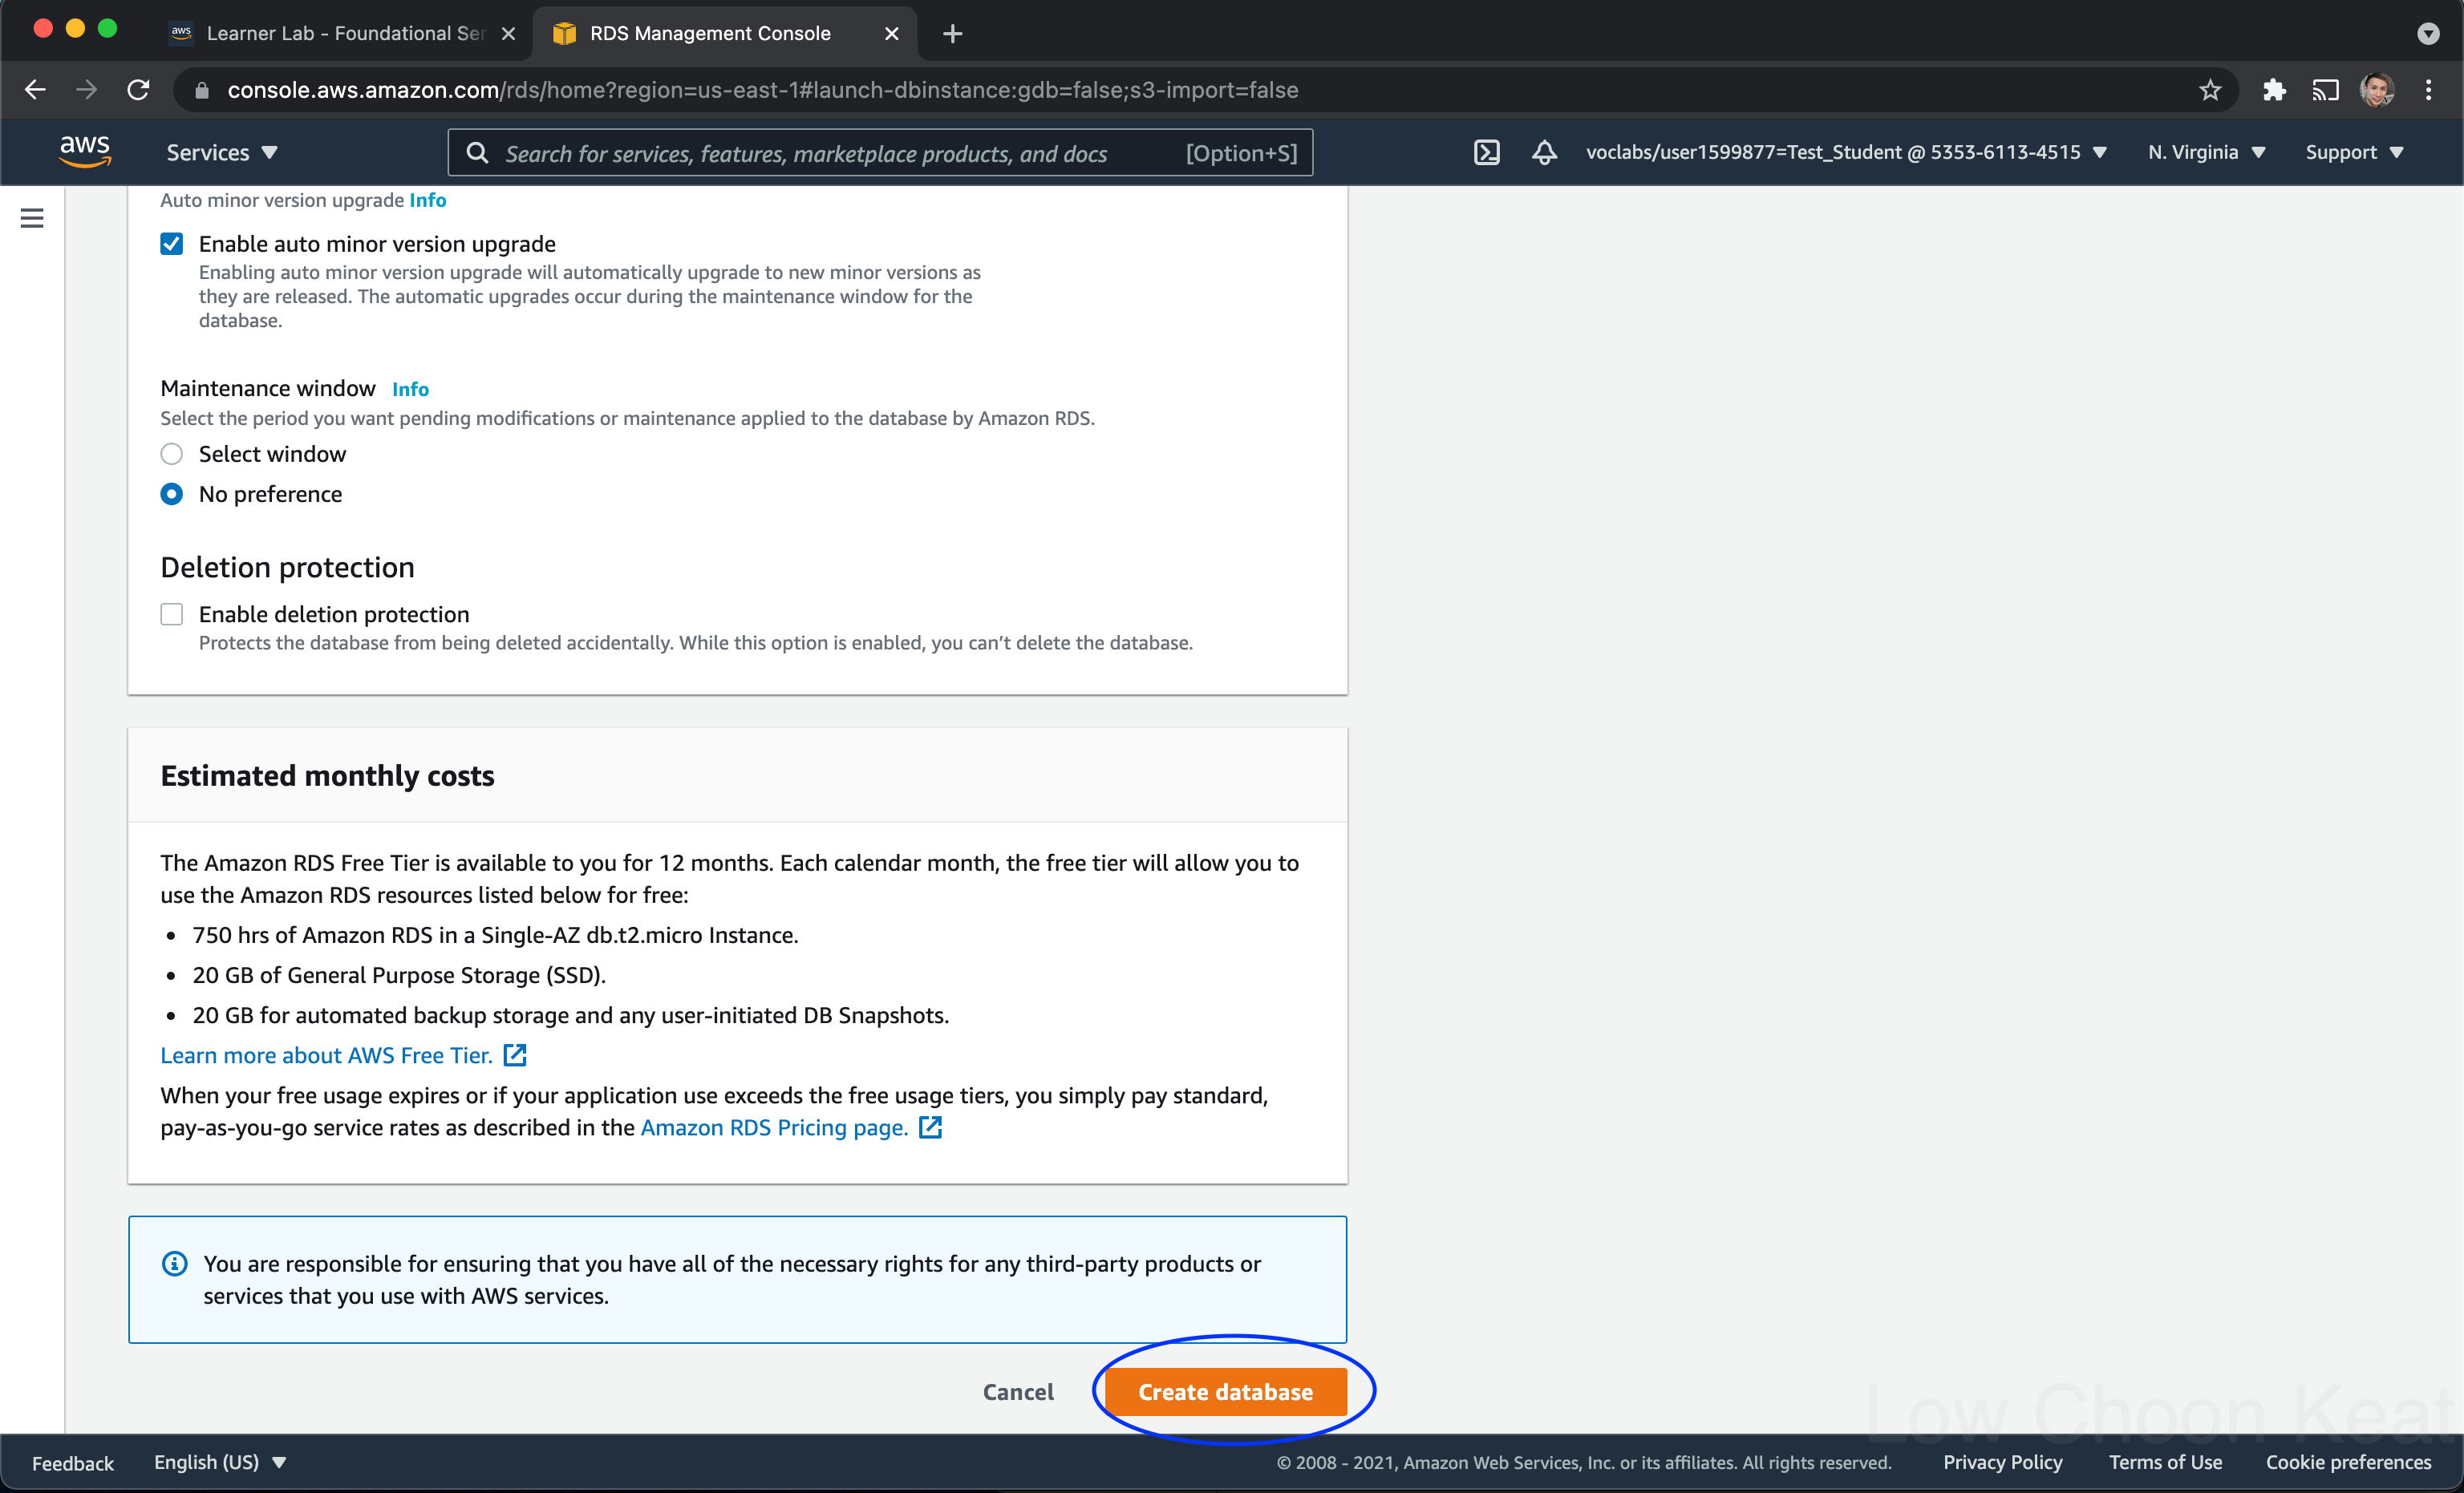 aws Learner Lab - Foundational Ser
RDS Management Console
console.aws.amazon.com/rds/home?region=us-east-1#launch-dbinstance:gdb=false;s3-import=false
aws Services Search for services, features, marketplace products, and docs [Option+S] voclabs/user1599877=Test_Student @ 5353-6113-4515 N. Virginia Support
Auto minor version upgrade Info
Enable auto minor version upgrade
Enabling auto minor version upgrade will automatically upgrade to new minor versions as
they are released. The automatic upgrades occur during the maintenance window for the
database.
Maintenance window Info
Select the period you want pending modifications or maintenance applied to the database by Amazon RDS.
Select window
No preference
Deletion protection
Enable deletion protection
Protects the database from being deleted accidentally. While this option is enabled, you can’t delete the database.
Estimated monthly costs
The Amazon RDS Free Tier is available to you for 12 months. Each calendar month, the free tier will allow you to
use the Amazon RDS resources listed below for free:
• 750 hrs of Amazon RDS in a Single-AZ db.t2.micro Instance.
• 20 GB of General Purpose Storage (SSD).
• 20 GB for automated backup storage and any user-initiated DB Snapshots.
Learn more about AWS Free Tier.
When your free usage expires or if your application use exceeds the free usage tiers, you simply pay standard,
pay-as-you-go service rates as described in the Amazon RDS Pricing page.
You are responsible for ensuring that you have all of the necessary rights for any third-party products or
services that you use with AWS services.
Cancel Create database
Low Choon Keat
Feedback English (US) © 2008 - 2021, Amazon Web Services, Inc. or its affiliates. All rights reserved. Privacy Policy Terms of Use Cookie preferences